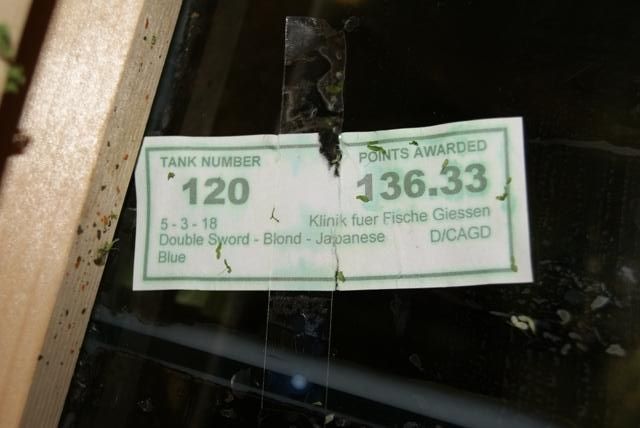 TANK NUMBER POINTS AWARDED
120 136.33
5 - 3 - 18 Klinik fuer Fische Giessen
Double Sword - Blond - Japanese D/CAGD
Blue